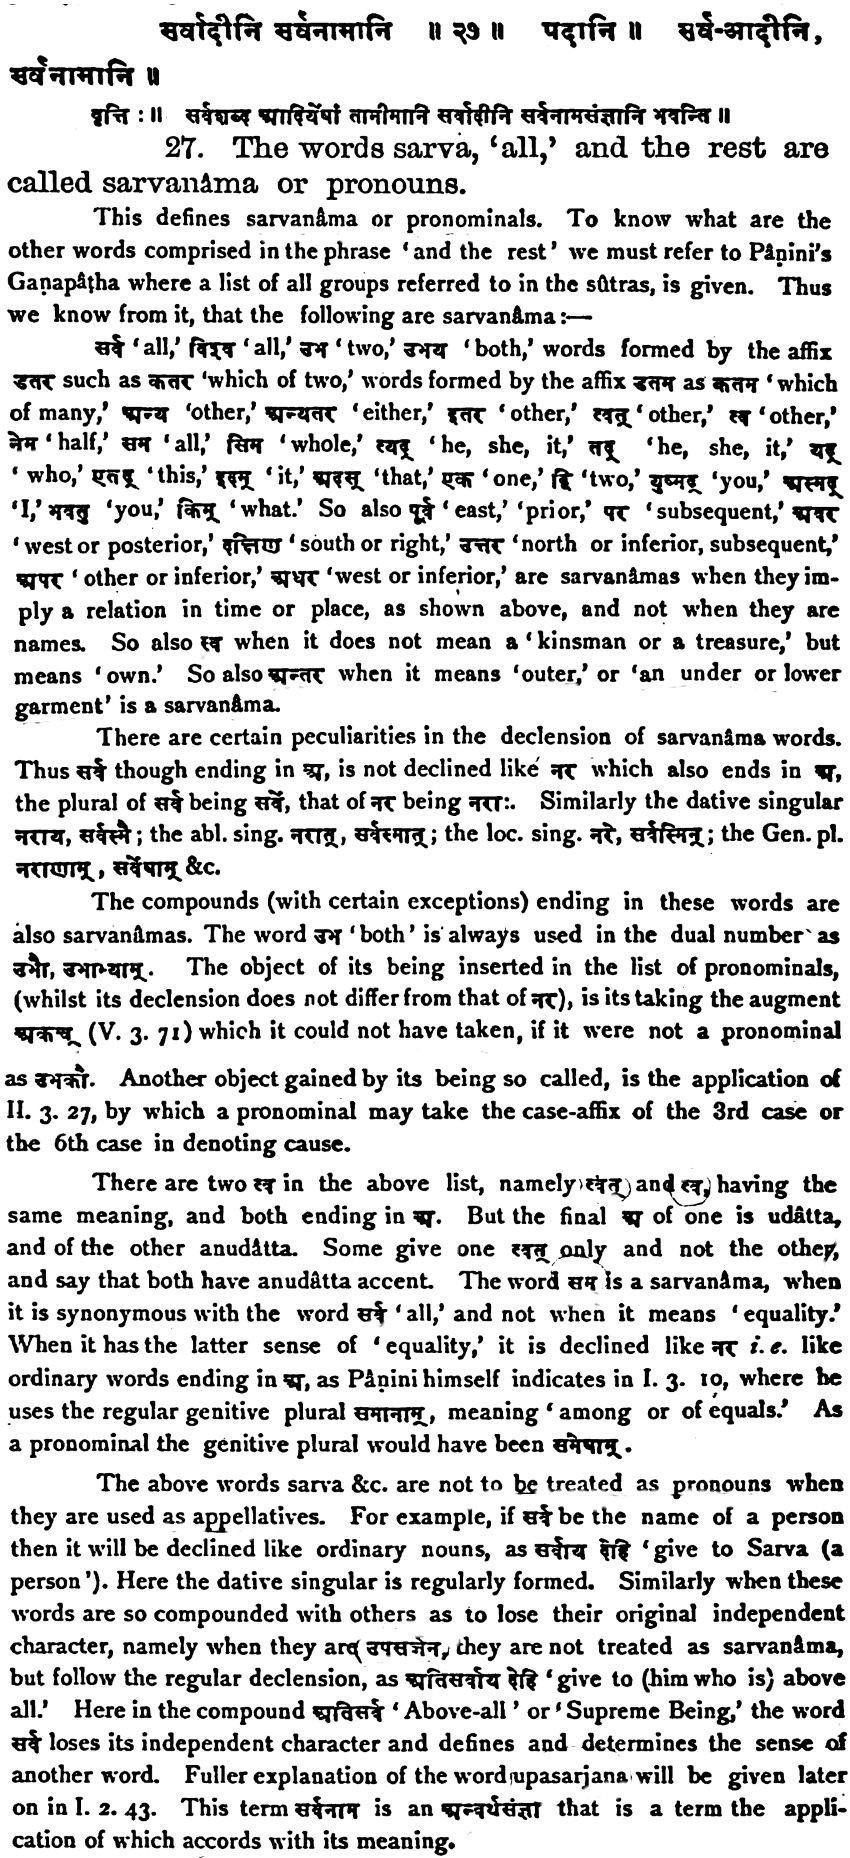 सर्वादीनि सर्वनामानि ॥ २७ ॥ पदानि ॥ सर्व-आदीनि,
सर्वनामानि ॥
वृत्तिः ॥ सर्वशब्द आदिर्येषां तानीमानि सर्वादीनि सर्वनामसंज्ञानि भवन्ति ॥
27. The words sarva, ‘all,’ and the rest are
called sarvanâma or pronouns.
This defines sarvanâma or pronominals. To know what are the
other words comprised in the phrase ‘and the rest’ we must refer to Pâṇini's
Gaṇapâṭha where a list of all groups referred to in the sûtras, is given. Thus
we know from it, that the following are sarvanâma:—
सर्व ‘all,’ विश्व ‘all,’ उभ ‘two,’ उभय ‘both,’ words formed by the affix
डतर such as कतर ‘which of two,’ words formed by the affix डतम as कतम ‘which
of many,’ अन्य ‘other,’ अन्यतर ‘either,’ इतर ‘other,’ त्वत् ‘other,’ त्व ‘other,’
नेम ‘half,’ सम ‘all,’ सिम ‘whole,’ त्यद् ‘he, she, it,’ तद् ‘he, she, it,’ यद्
‘who,’ एतद् ‘this,’ इदम् ‘it,’ अदस् ‘that,’ एक ‘one,’ द्वि ‘two,’ युष्मद् ‘you,’ अस्मद्
‘I,’ भवतु ‘you,’ किम् ‘what.’ So also पूर्व ‘east,’ ‘prior,’ पर ‘subsequent,’ अवर
‘west or posterior,’ दक्षिण ‘south or right,’ उत्तर ‘north or inferior, subsequent,’
अपर ‘other or inferior,’ अधर ‘west or inferior,’ are sarvanâmas when they im-
ply a relation in time or place, as shown above, and not when they are
names. So also स्व when it does not mean a ‘kinsman or a treasure,’ but
means ‘own.’ So also अन्तर when it means ‘outer,’ or ‘an under or lower
garment’ is a sarvanâma.
There are certain peculiarities in the declension of sarvanâma words.
Thus सर्व though ending in अ, is not declined like नर which also ends in अ,
the plural of सर्व being सर्वे, that of नर being नराः. Similarly the dative singular
नराय, सर्वस्मै; the abl. sing. नरात्, सर्वस्मात्; the loc. sing. नरे, सर्वस्मिन्; the Gen. pl.
नराणाम्, सर्वेषाम् &c.
The compounds (with certain exceptions) ending in these words are
also sarvanâmas. The word उभ ‘both’ is always used in the dual number as
उभौ, उभाभ्याम्. The object of its being inserted in the list of pronominals,
(whilst its declension does not differ from that of नर), is its taking the augment
अकच् (V. 3. 71) which it could not have taken, if it were not a pronominal
as उभकौ. Another object gained by its being so called, is the application of
II. 3. 27, by which a pronominal may take the case-affix of the 3rd case or
the 6th case in denoting cause.
There are two त्व in the above list, namely त्वत् and त्व, having the
same meaning, and both ending in अ. But the final अ of one is udâtta,
and of the other anudâtta. Some give one त्वत् only and not the other,
and say that both have anudâtta accent. The word सम is a sarvanâma, when
it is synonymous with the word सर्व ‘all,’ and not when it means ‘equality.’
When it has the latter sense of ‘equality,’ it is declined like नर i. e. like
ordinary words ending in अ, as Pâṇini himself indicates in I. 3. 10, where he
uses the regular genitive plural समानाम्, meaning ‘among or of equals.’ As
a pronominal the genitive plural would have been समेषाम्.
The above words sarva &c. are not to be treated as pronouns when
they are used as appellatives. For example, if सर्व be the name of a person
then it will be declined like ordinary nouns, as सर्वाय देहि ‘give to Sarva (a
person’). Here the dative singular is regularly formed. Similarly when these
words are so compounded with others as to lose their original independent
character, namely when they are उपसर्जन, they are not treated as sarvanâma,
but follow the regular declension, as अतिसर्वाय देहि ‘give to (him who is) above
all.’ Here in the compound अतिसर्व ‘Above-all’ or ‘Supreme Being,’ the word
सर्व loses its independent character and defines and determines the sense of
another word. Fuller explanation of the word upasarjana will be given later
on in I. 2. 43. This term सर्वनाम is an अन्वर्थसंज्ञा that is a term the appli-
cation of which accords with its meaning.